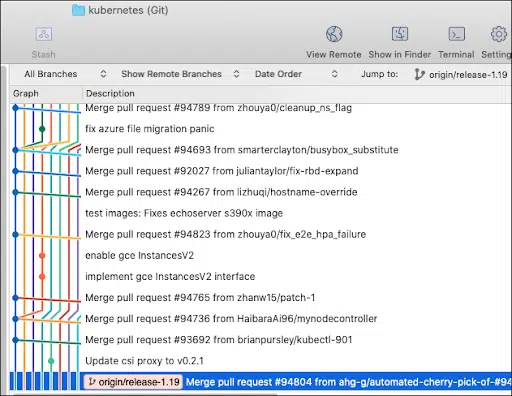 kubernetes (Git)
Stash
View Remote Show in Finder Terminal Setting
All Branches Show Remote Branches Date Order Jump to: origin/release-1.19
Graph Description
Merge pull request #94789 from zhouya0/cleanup_ns_flag
fix azure file migration panic
Merge pull request #94693 from smarterclayton/busybox_substitute
Merge pull request #92027 from juliantaylor/fix-rbd-expand
Merge pull request #94267 from lizhuqi/hostname-override
test images: Fixes echoserver s390x image
Merge pull request #94823 from zhouya0/fix_e2e_hpa_failure
enable gce InstancesV2
implement gce InstancesV2 interface
Merge pull request #94765 from zhanw15/patch-1
Merge pull request #94736 from HaibaraAi96/mynodecontroller
Merge pull request #93692 from brianpursley/kubectl-901
Update csi proxy to v0.2.1
origin/release-1.19 Merge pull request #94804 from ahg-g/automated-cherry-pick-of-#94